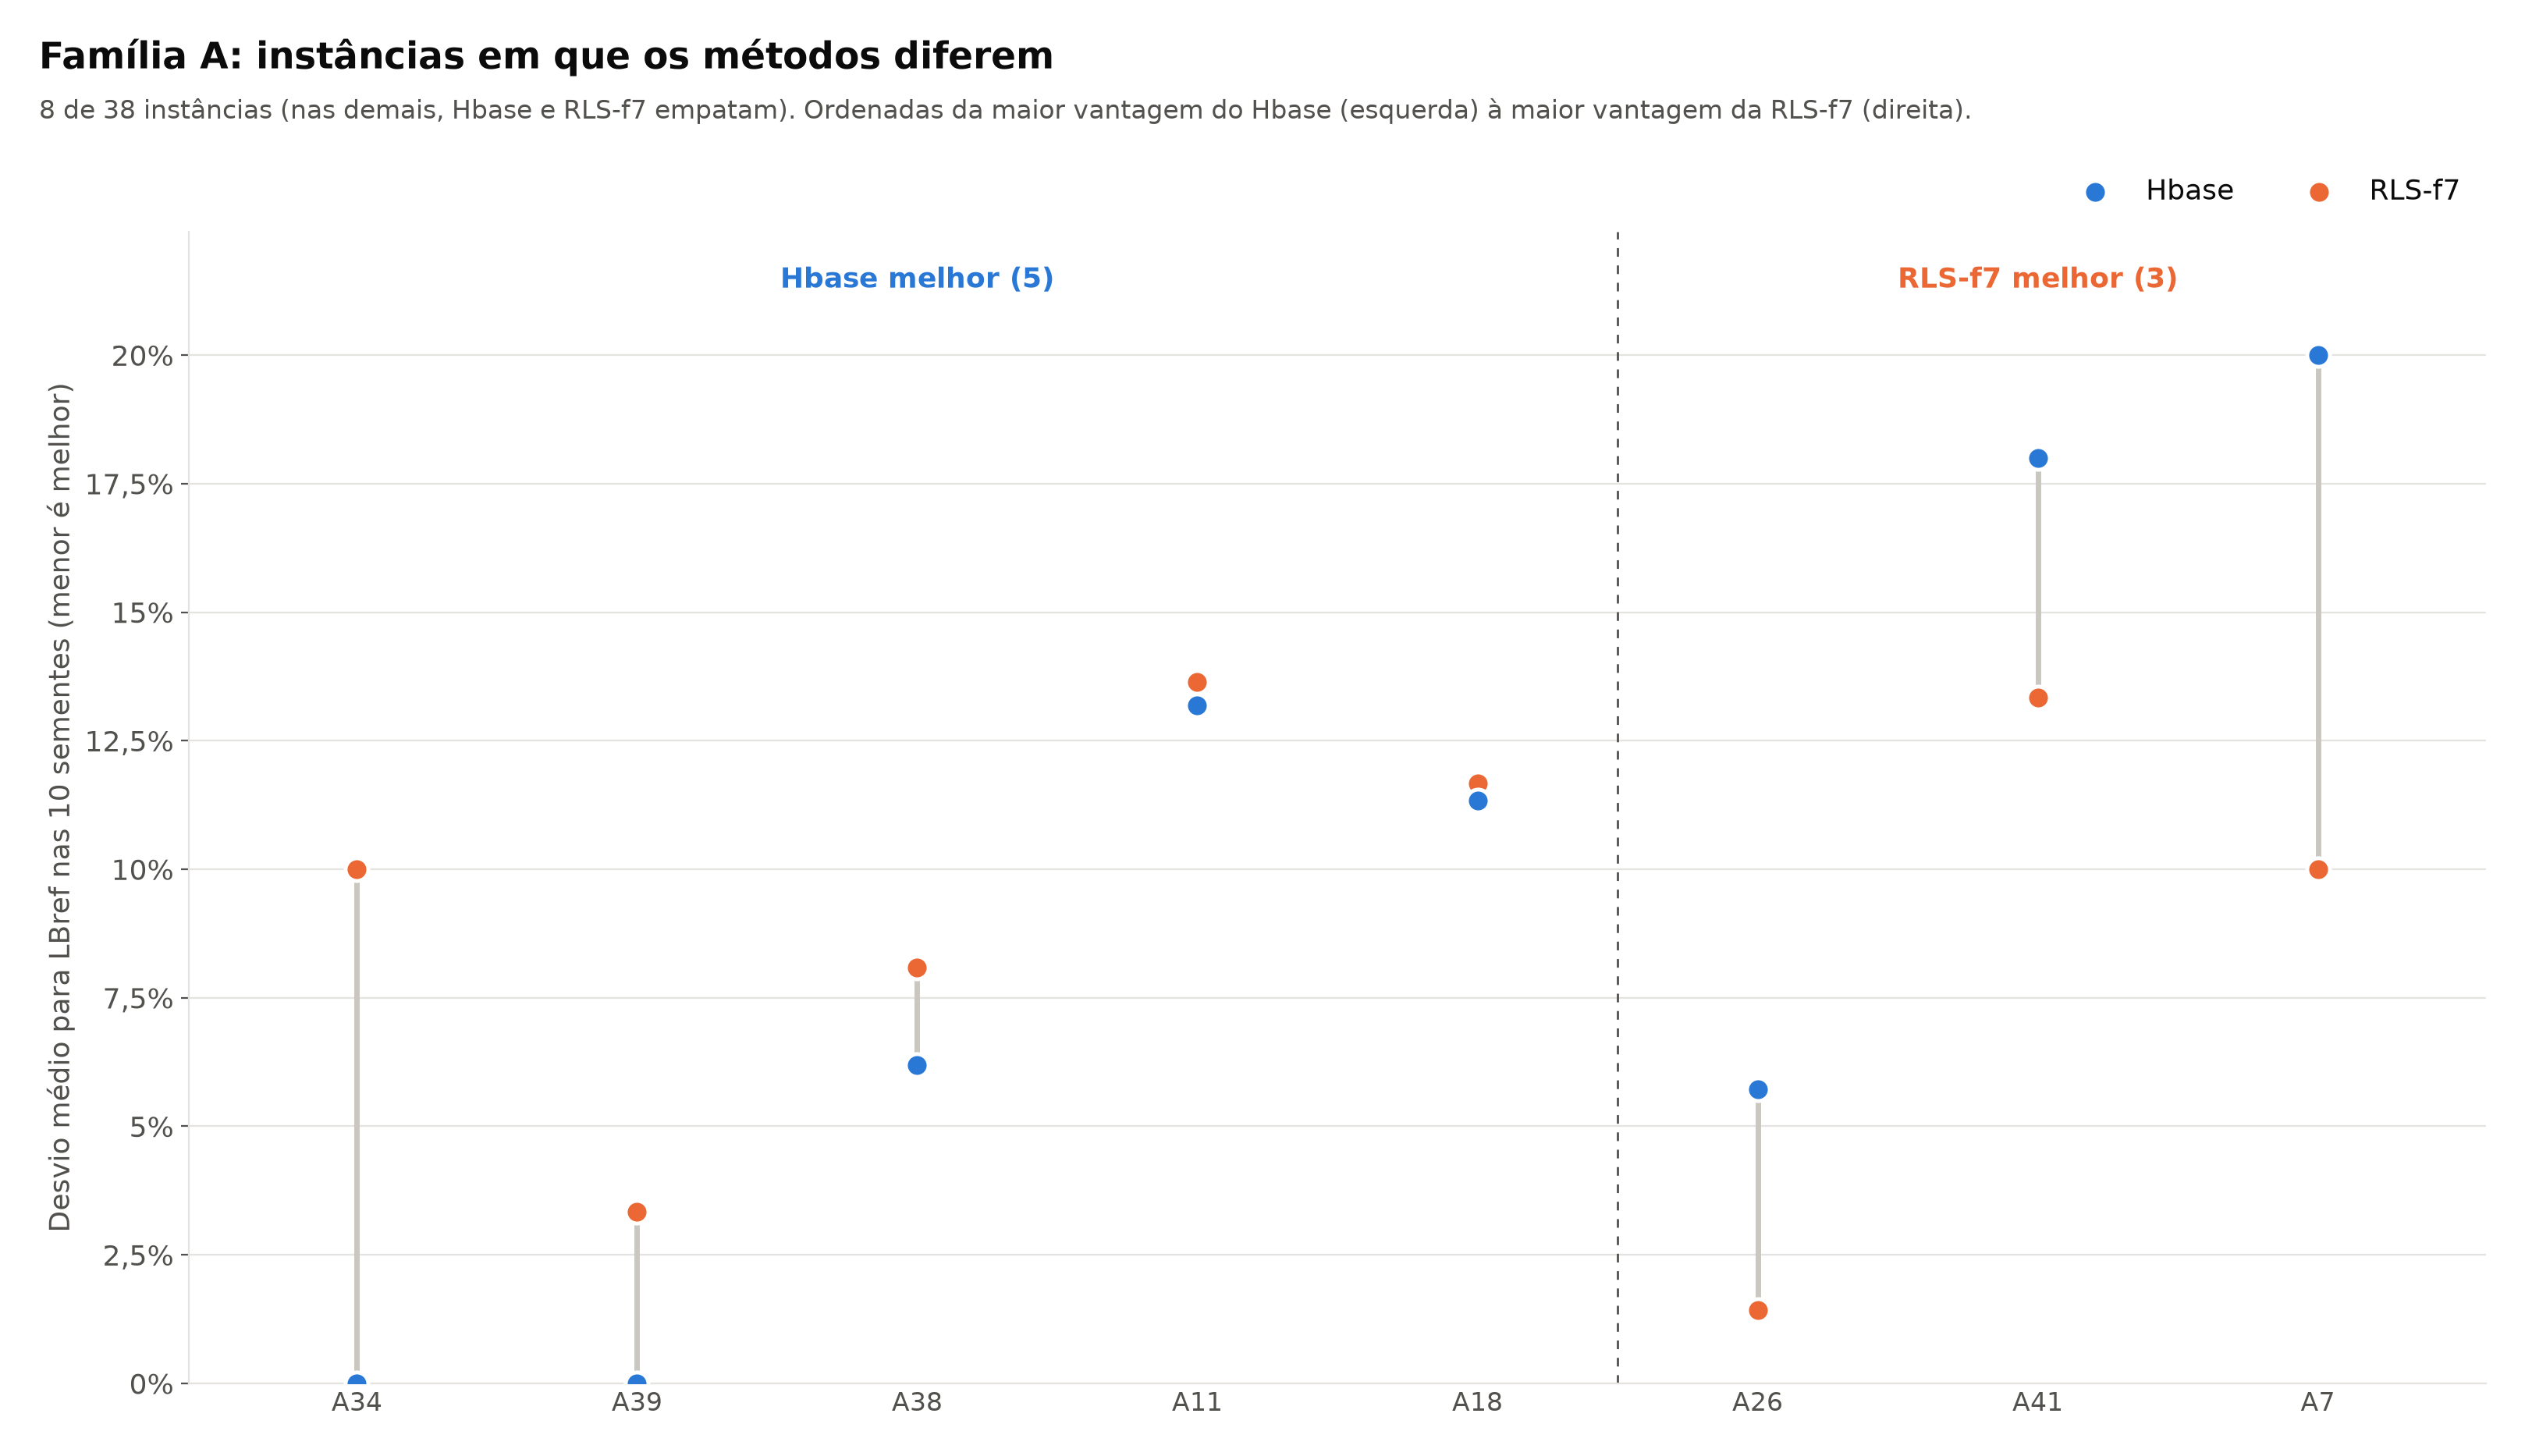 Família A: instâncias em que os métodos diferem
8 de 38 instâncias (nas demais, Hbase e RLS-f7 empatam). Ordenadas da maior vantagem do Hbase (esquerda) à maior vantagem da RLS-f7 (direita).
Hbase
RLS-f7
Hbase melhor (5)
RLS-f7 melhor (3)
Desvio médio para LBref nas 10 sementes (menor é melhor)
20%
17,5%
15%
12,5%
10%
7,5%
5%
2,5%
0%
A34
A39
A38
A11
A18
A26
A41
A7